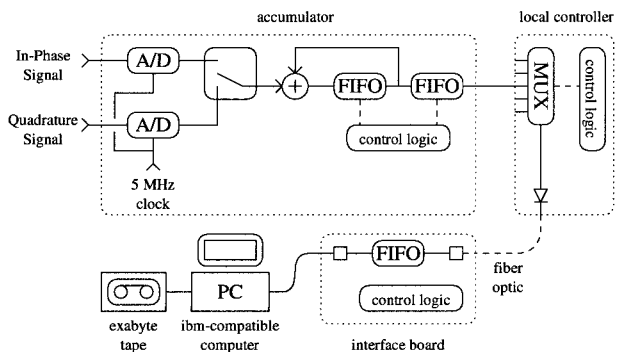 accumulator
local controller
In-Phase
Signal
A/D
Quadrature
Signal
A/D
5 MHz
clock
+
FIFO
FIFO
control logic
MUX
control
logic
fiber
optic
FIFO
control logic
interface board
PC
ibm-compatible
computer
exabyte
tape